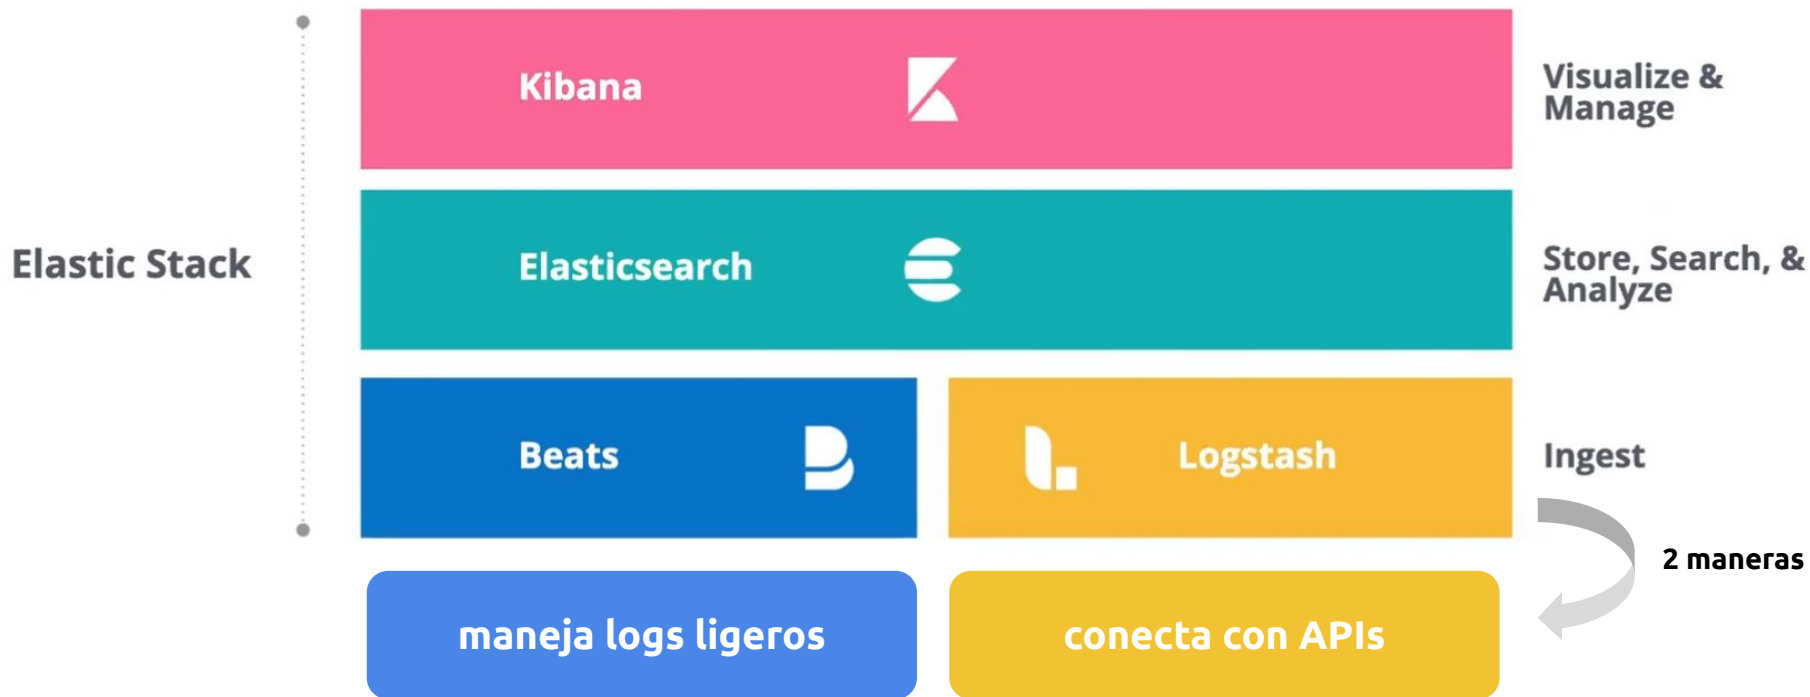 Kibana
Visualize &
Manage
Elastic Stack
Elasticsearch
Store, Search, &
Analyze
Beats
Logstash
Ingest
2 maneras
maneja logs ligeros
conecta con APIs